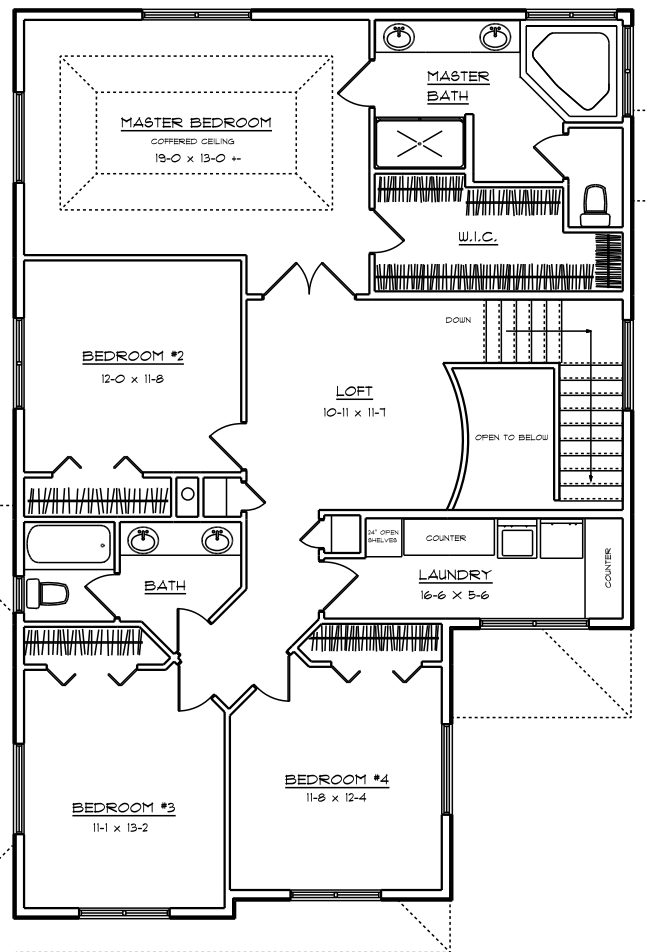 MASTER
BATH
MASTER BEDROOM
COFFERED CEILING
19-0 x 13-0 +-
W.I.C.
DOWN
BEDROOM #2
12-0 x 11-8
LOFT
10-11 x 11-7
OPEN TO BELOW
24" OPEN
SHELVES
COUNTER
COUNTER
LAUNDRY
16-6 x 5-6
BATH
BEDROOM #4
11-8 x 12-4
BEDROOM #3
11-1 x 13-2